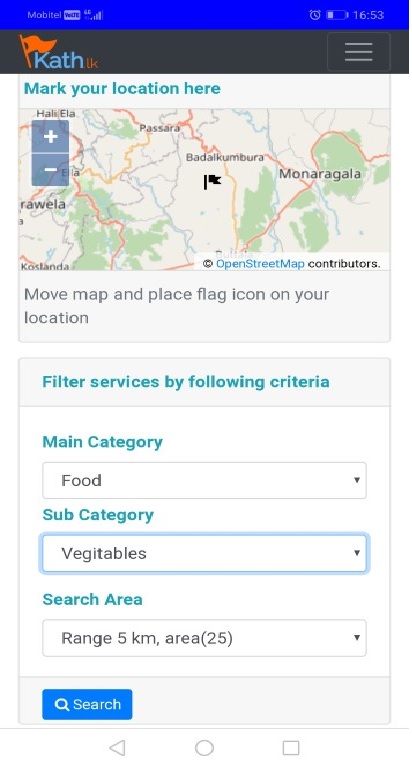 Mobitel VoLTE 16:53
Kath.lk
Mark your location here
Hali Ela
Passara
+
Badalkumbura
Ella
Monaragala
−
rawela
Koslanda
© OpenStreetMap contributors.
Move map and place flag icon on your
location
Filter services by following criteria
Main Category
Food
Sub Category
Vegitables
Search Area
Range 5 km, area(25)
Search